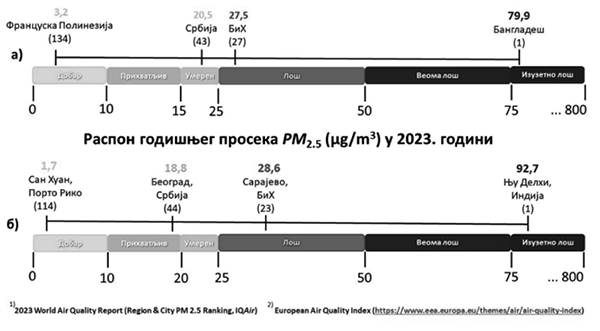 3,2 20,5 27,5 79,9
Француска Полинезија Србија БиХ Бангладеш
(134) (43) (27) (1)
а)
Добар Прихватљив Умерен Лош Веома лош Изузетно лош
0 10 15 25 50 75 ... 800
Распон годишњег просека PM2.5 (μg/m3) у 2023. години
1,7 18,8 28,6 92,7
Сан Хуан, Београд, Сарајево, Њу Делхи,
Порто Рико Србија БиХ Индија
(114) (44) (23) (1)
б)
Добар Прихватљив Умерен Лош Веома лош Изузетно лош
0 10 20 25 50 75 ... 800
1)2023 World Air Quality Report (Region & City PM 2.5 Ranking, IQAir) 2) European Air Quality Index (https://www.eea.europa.eu/themes/air/air-quality-index)